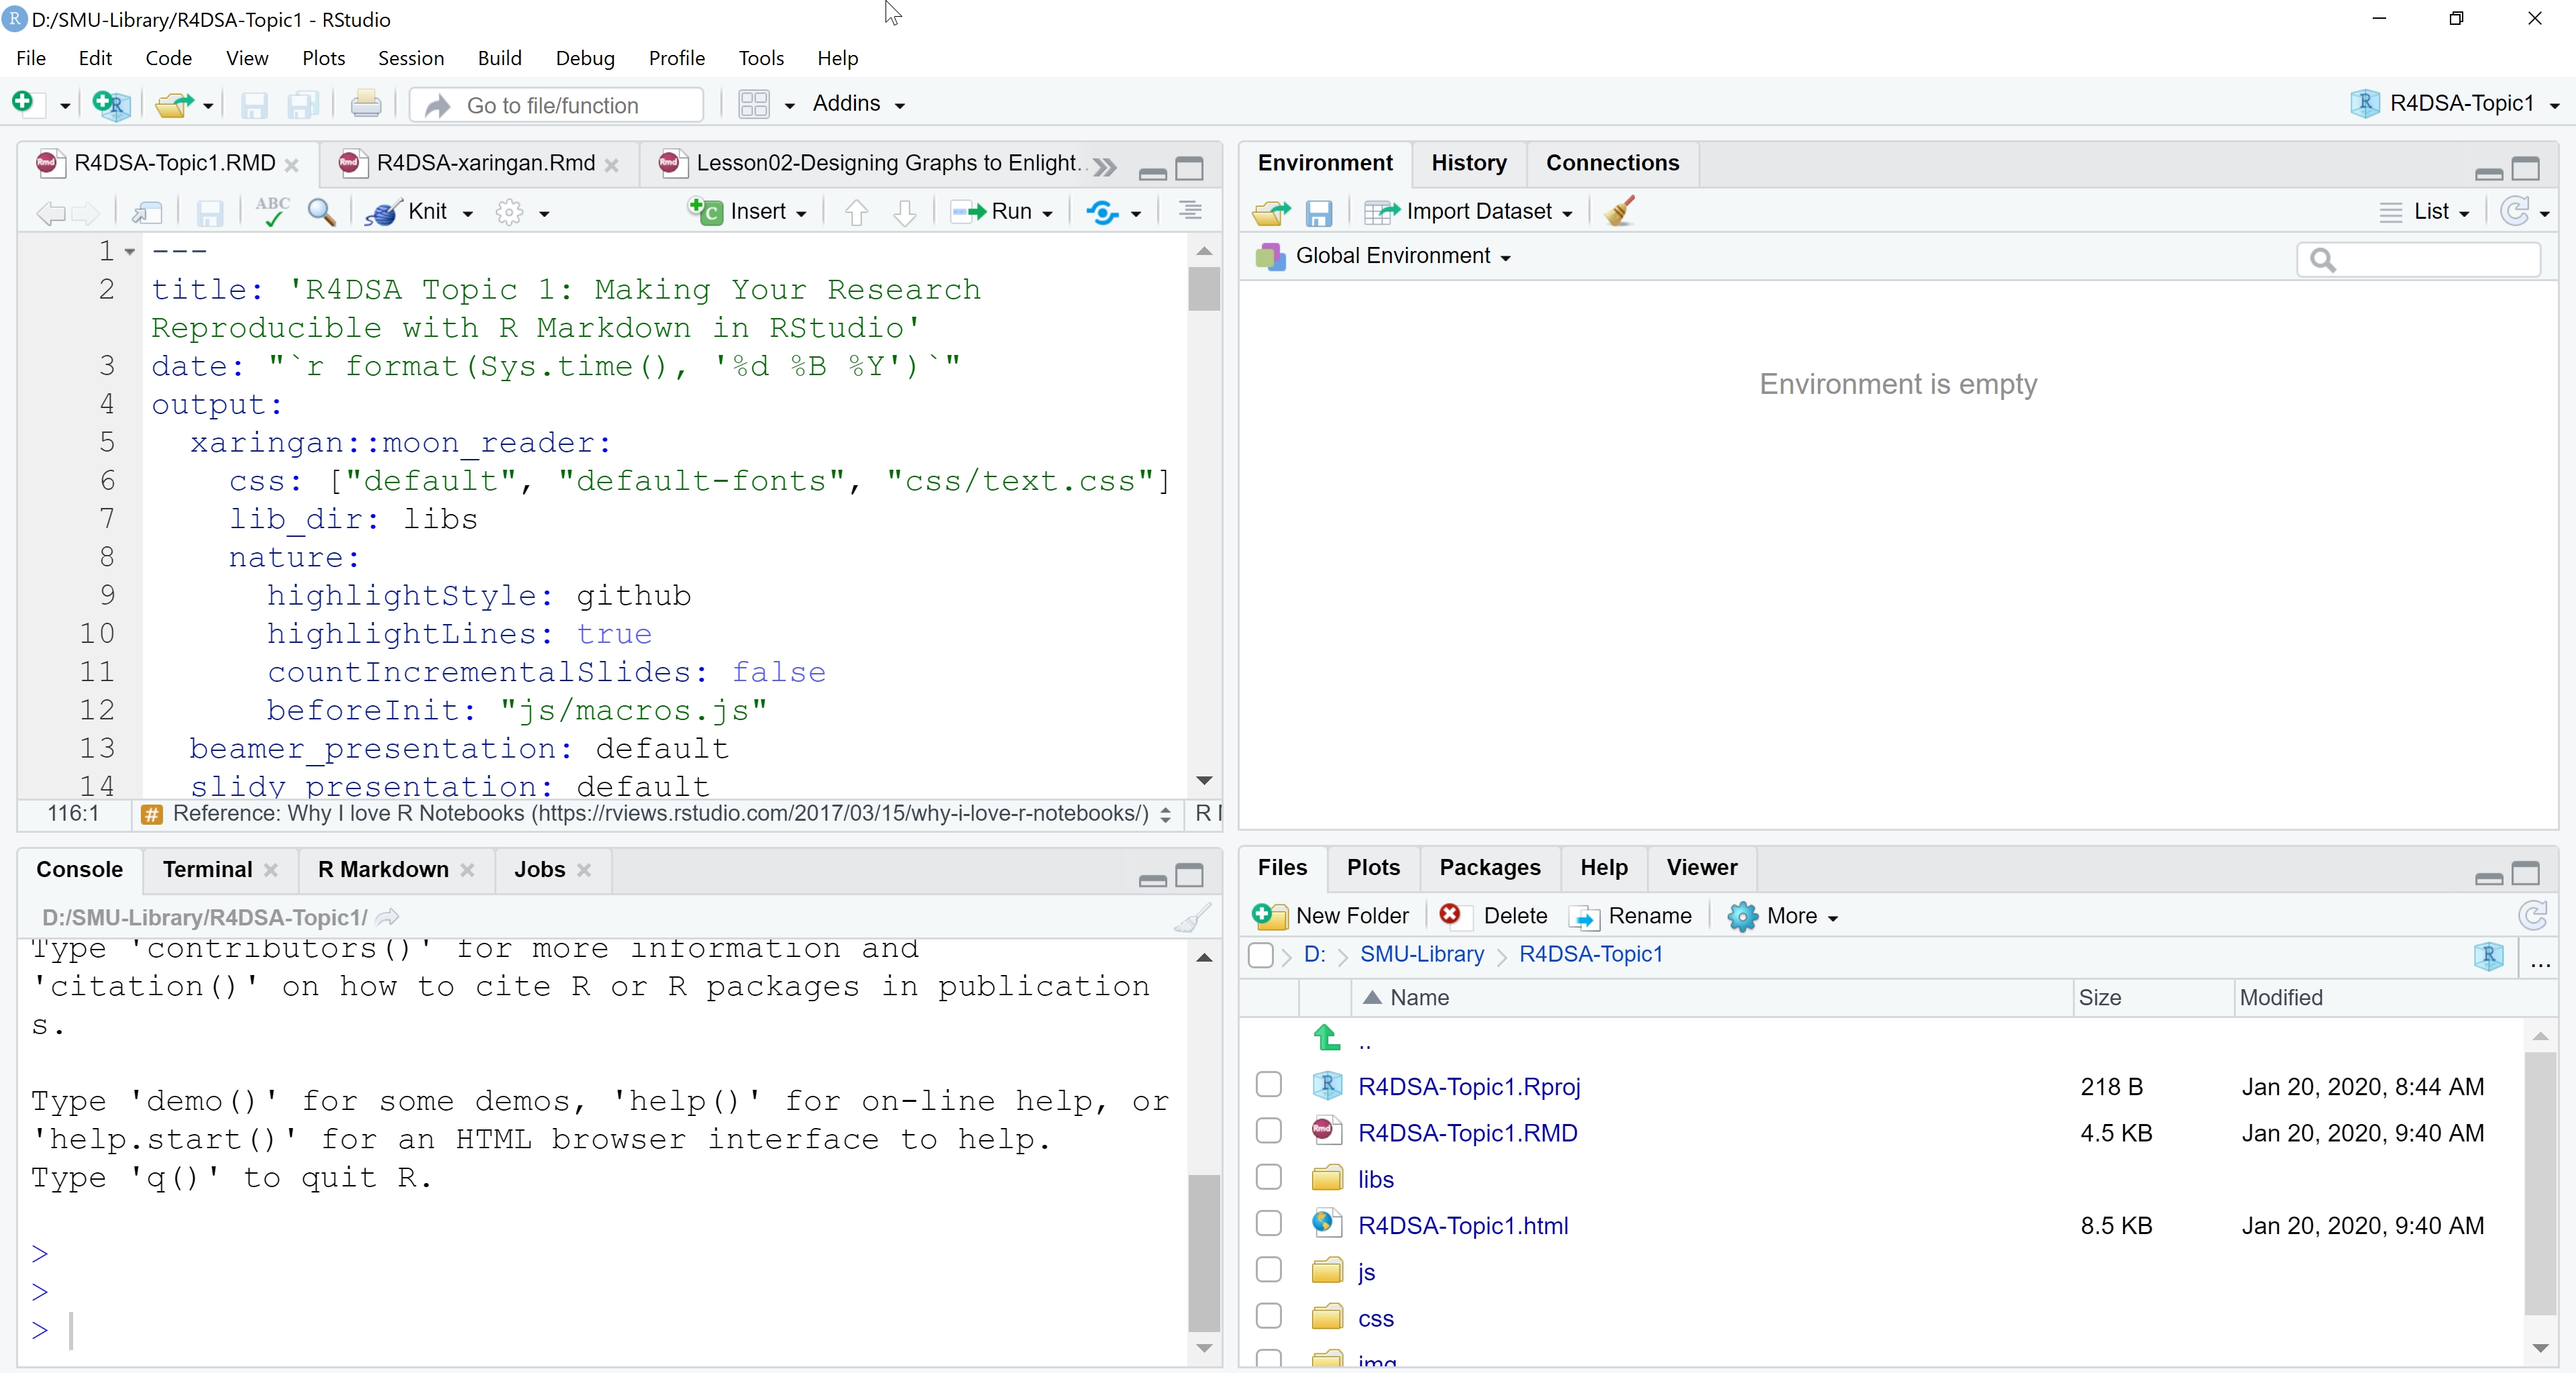 D:/SMU-Library/R4DSA-Topic1 - RStudio
File Edit Code View Plots Session Build Debug Profile Tools Help
Go to file/function Addins R4DSA-Topic1
R4DSA-Topic1.RMD R4DSA-xaringan.Rmd Lesson02-Designing Graphs to Enlight.
ABC Knit Insert Run
1 ---
2 title: 'R4DSA Topic 1: Making Your Research
Reproducible with R Markdown in RStudio'
3 date: "`r format(Sys.time(), '%d %B %Y')`"
4 output:
5 xaringan::moon_reader:
6 css: ["default", "default-fonts", "css/text.css"]
7 lib_dir: libs
8 nature:
9 highlightStyle: github
10 highlightLines: true
11 countIncrementalSlides: false
12 beforeInit: "js/macros.js"
13 beamer_presentation: default
14 slidy_presentation: default
116:1 # Reference: Why I love R Notebooks (https://rviews.rstudio.com/2017/03/15/why-i-love-r-notebooks/) R
Console Terminal R Markdown Jobs
D:/SMU-Library/R4DSA-Topic1/
Type 'contributors()' for more information and
'citation()' on how to cite R or R packages in publication
s.
Type 'demo()' for some demos, 'help()' for on-line help, or
'help.start()' for an HTML browser interface to help.
Type 'q()' to quit R.
>
>
>
Environment History Connections
Import Dataset List
Global Environment
Environment is empty
Files Plots Packages Help Viewer
New Folder Delete Rename More
D: SMU-Library R4DSA-Topic1 ...
Name Size Modified
..
R4DSA-Topic1.Rproj 218 B Jan 20, 2020, 8:44 AM
R4DSA-Topic1.RMD 4.5 KB Jan 20, 2020, 9:40 AM
libs
R4DSA-Topic1.html 8.5 KB Jan 20, 2020, 9:40 AM
js
css
img